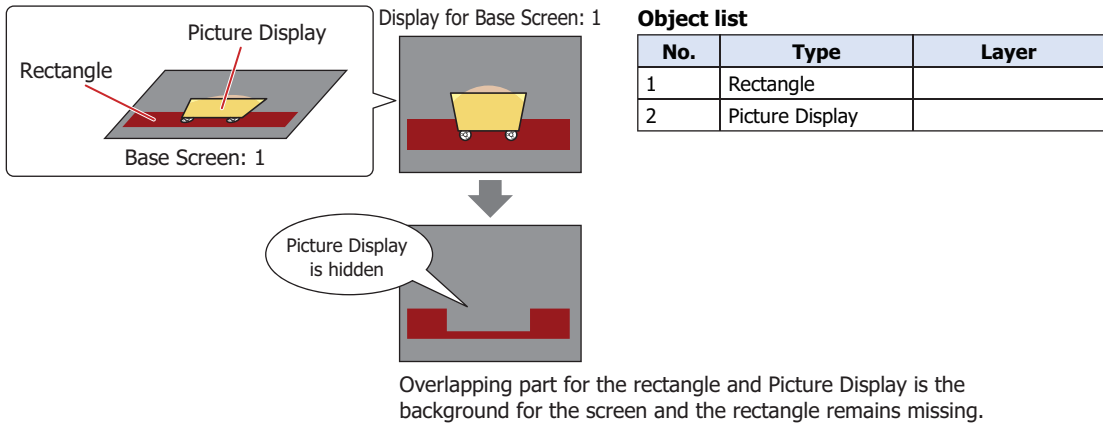 Display for Base Screen: 1
Picture Display
Rectangle
Base Screen: 1
Picture Display
is hidden
Overlapping part for the rectangle and Picture Display is the
background for the screen and the rectangle remains missing.
Object list
No. Type Layer
1 Rectangle
2 Picture Display